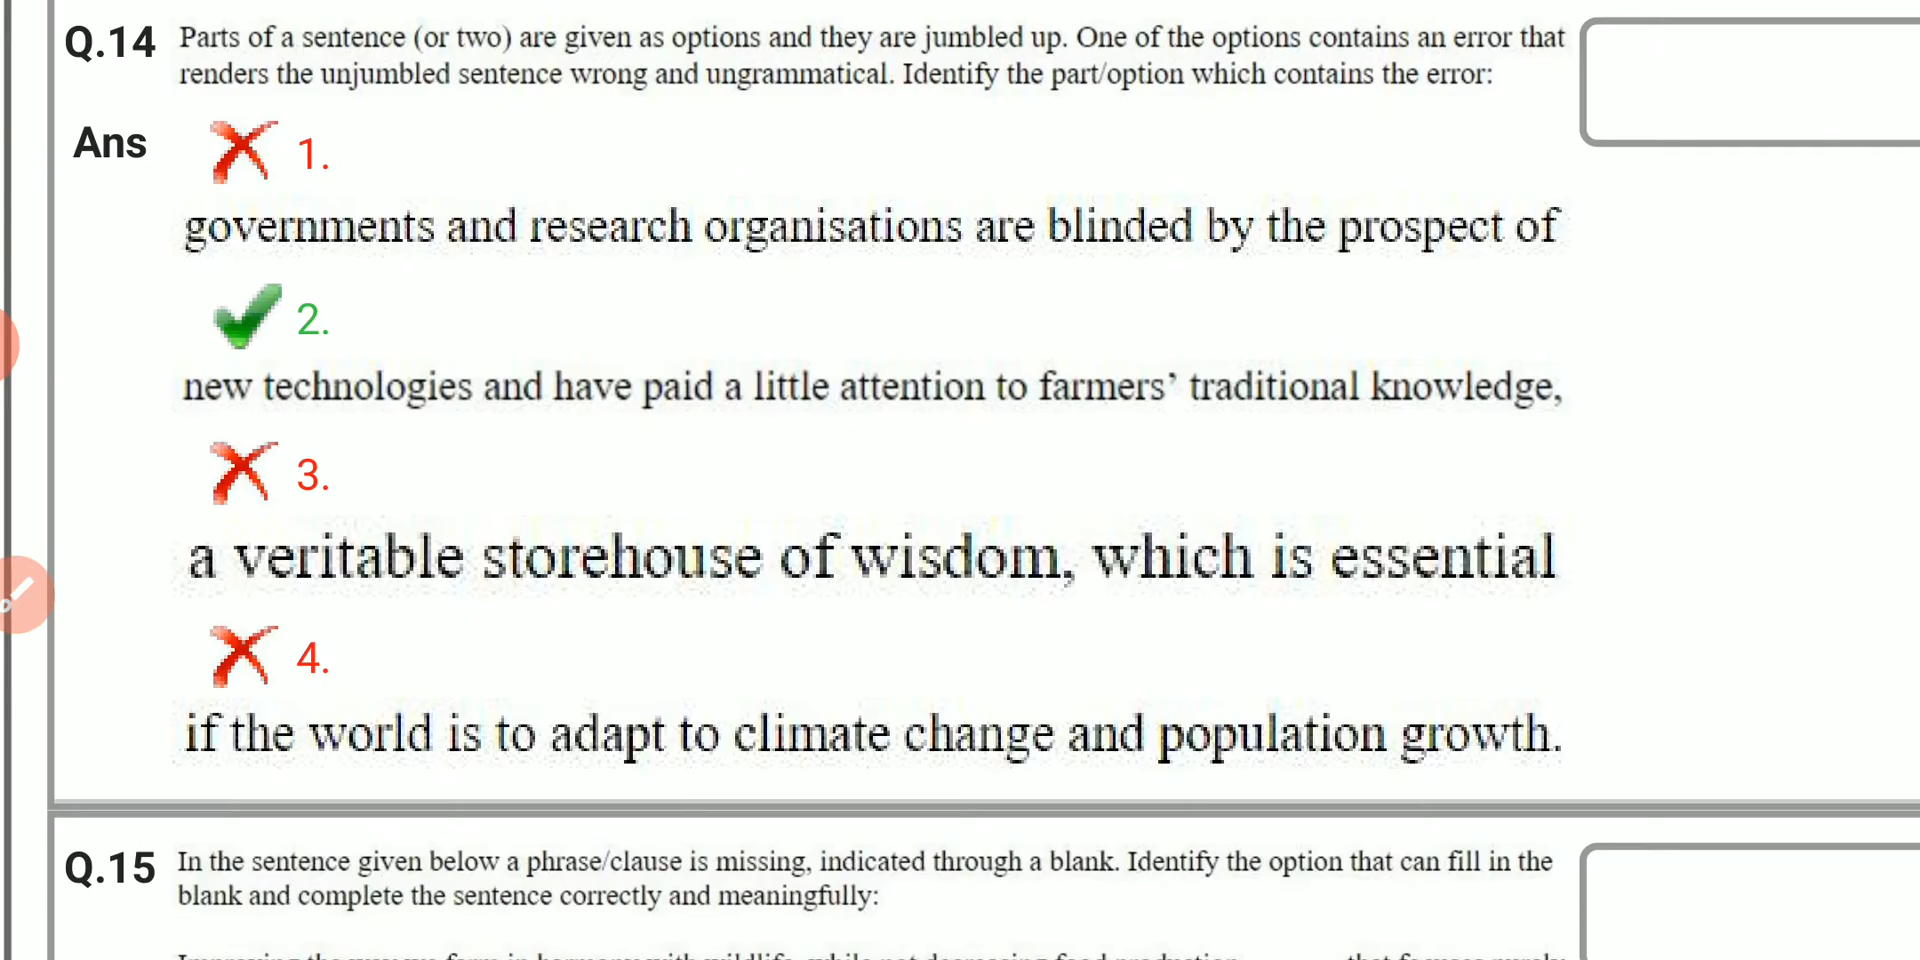 Q.14 Parts of a sentence (or two) are given as options and they are jumbled up. One of the options contains an error that
renders the unjumbled sentence wrong and ungrammatical. Identify the part/option which contains the error:
Ans 1.
governments and research organisations are blinded by the prospect of
2.
new technologies and have paid a little attention to farmers’ traditional knowledge,
3.
a veritable storehouse of wisdom, which is essential
4.
if the world is to adapt to climate change and population growth.
Q.15 In the sentence given below a phrase/clause is missing, indicated through a blank. Identify the option that can fill in the
blank and complete the sentence correctly and meaningfully: